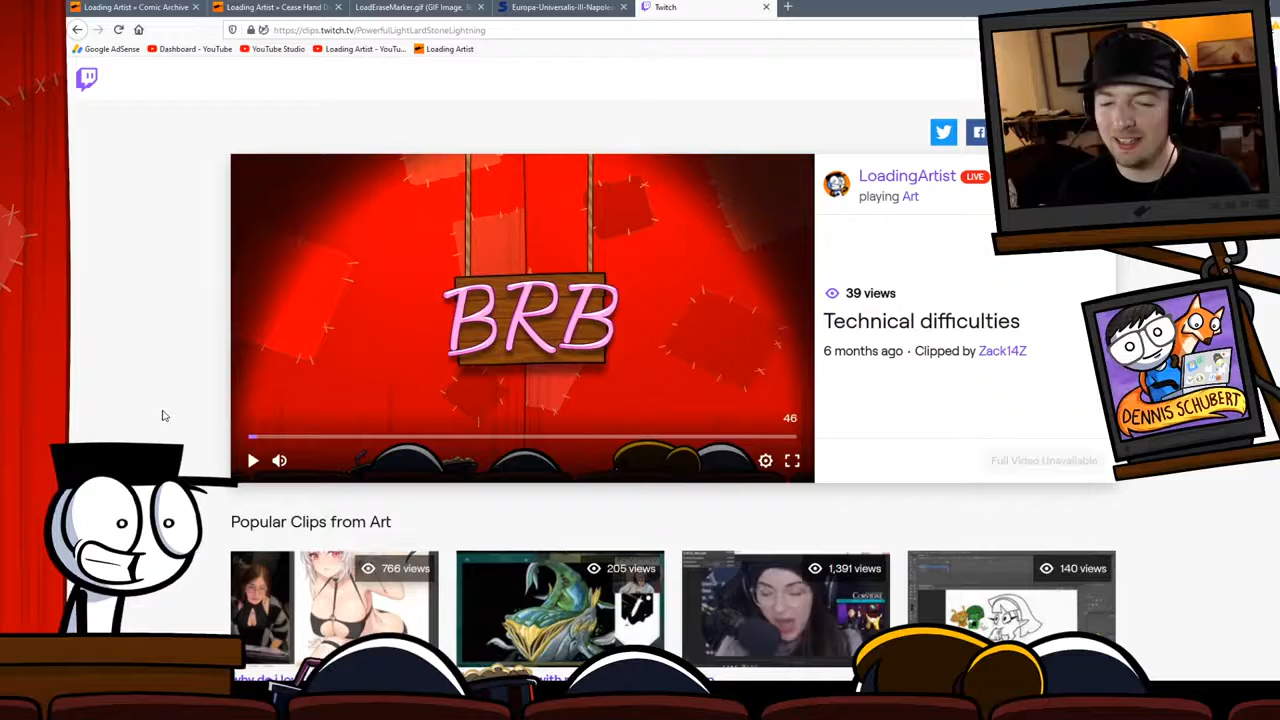 Loading Artist » Comic Archive
Loading Artist » Cease Hand D
LoadEraseMarker.gif (GIF Image, 3
Europa-Universalis-III-Napole
Twitch
https://clips.twitch.tv/PowerfulLightLardStoneLightning
Google AdSense
Dashboard - YouTube
YouTube Studio
Loading Artist - YouTu...
Loading Artist
LoadingArtist LIVE
playing Art
BRB
39 views
Technical difficulties
6 months ago · Clipped by Zack14Z
46
Full Video Unavailable
DENNIS SCHUBERT
Popular Clips from Art
766 views
205 views
1,391 views
140 views